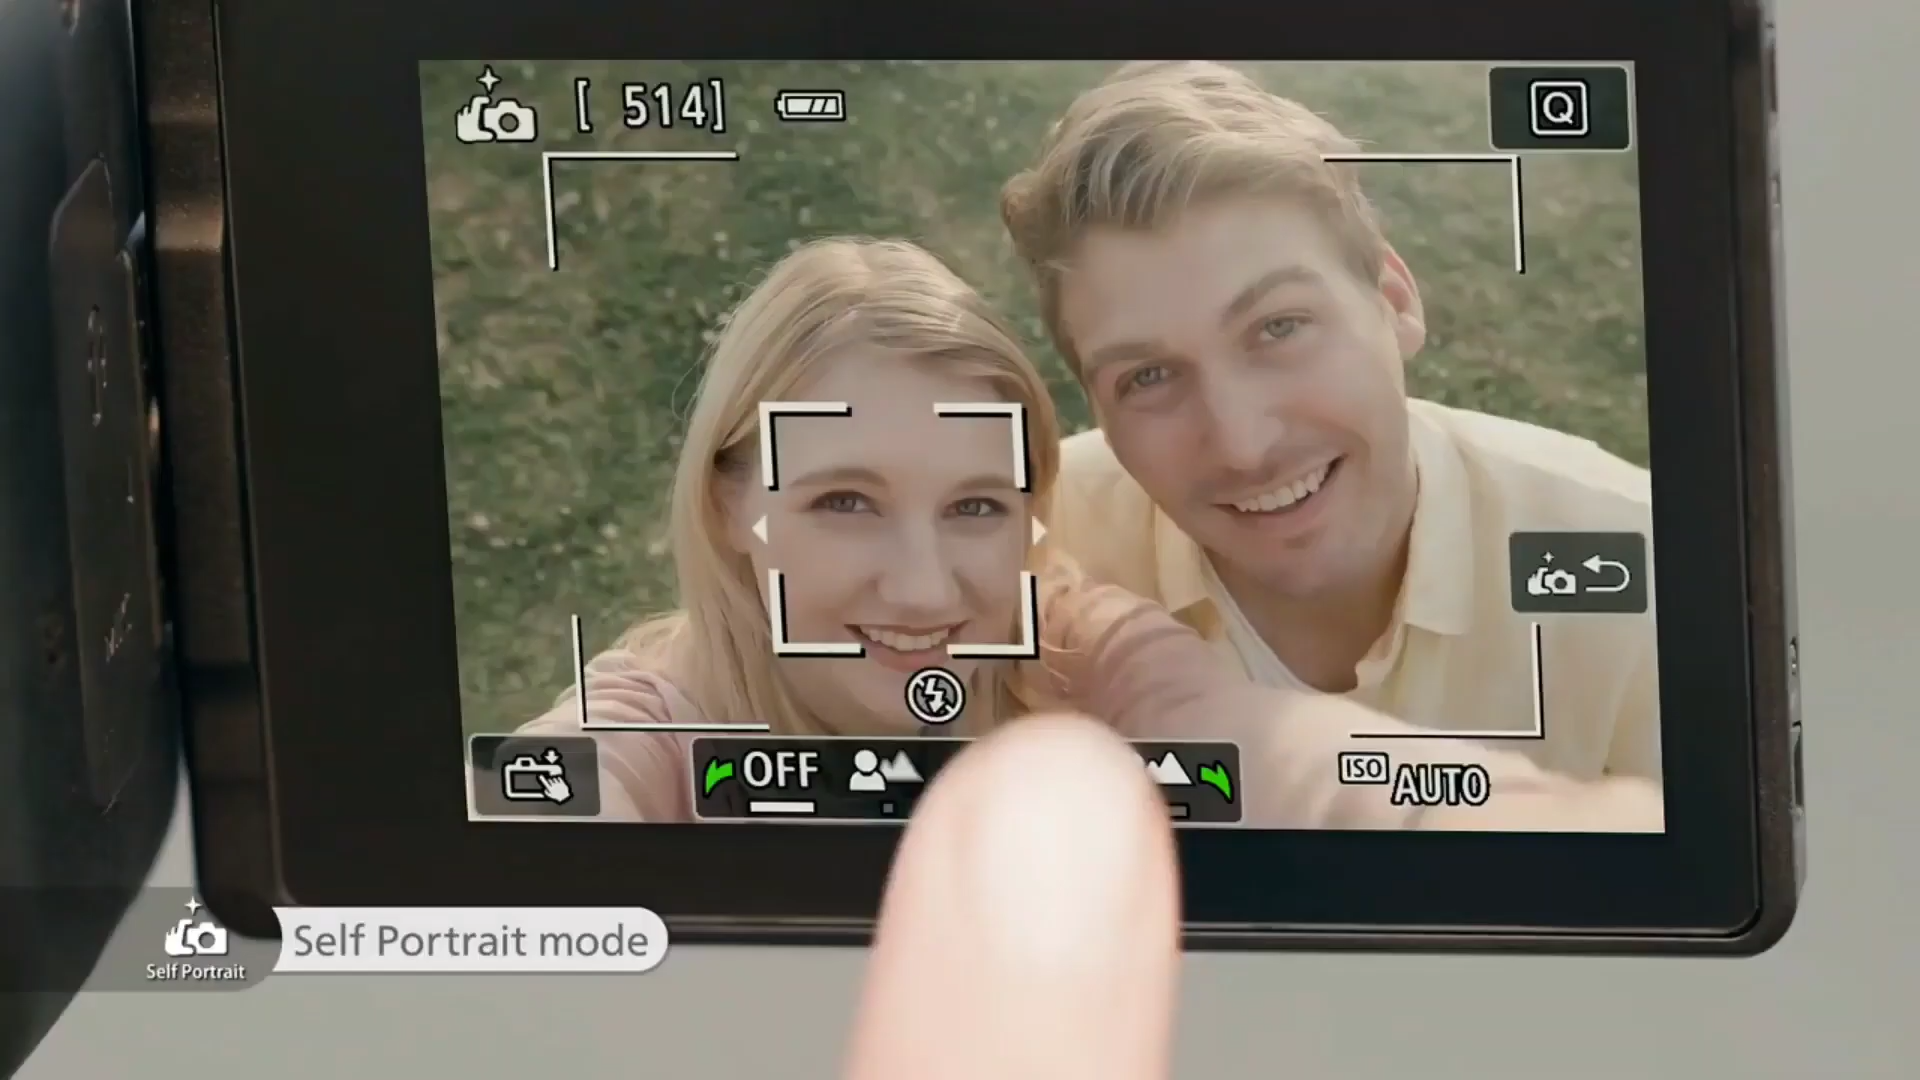 [ 514]
Q
OFF
ISO AUTO
Self Portrait mode
Self Portrait